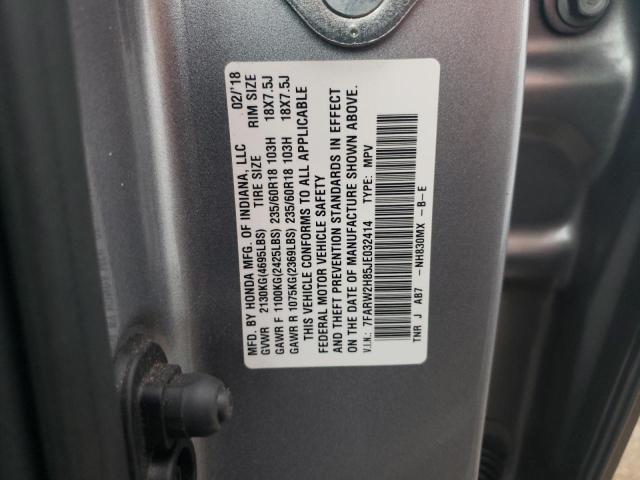 MFD. BY HONDA MFG. OF INDIANA, LLC 02/'18
GVWR 2130KG(4695LBS) TIRE SIZE RIM SIZE
GAWR F 1100KG(2425LBS) 235/60R18 103H 18X7.5J
GAWR R 1075KG(2369LBS) 235/60R18 103H 18X7.5J
THIS VEHICLE CONFORMS TO ALL APPLICABLE
FEDERAL MOTOR VEHICLE SAFETY
AND THEFT PREVENTION STANDARDS IN EFFECT
ON THE DATE OF MANUFACTURE SHOWN ABOVE.
V.I.N.: 7FARW2H85JE032414 TYPE: MPV
TNR J AB7 -NH830MX -B-E